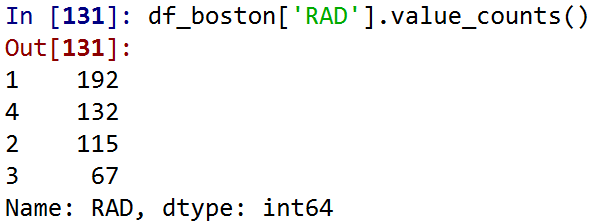 In [131]: df_boston['RAD'].value_counts()
Out[131]:
1    192
4    132
2    115
3     67
Name: RAD, dtype: int64